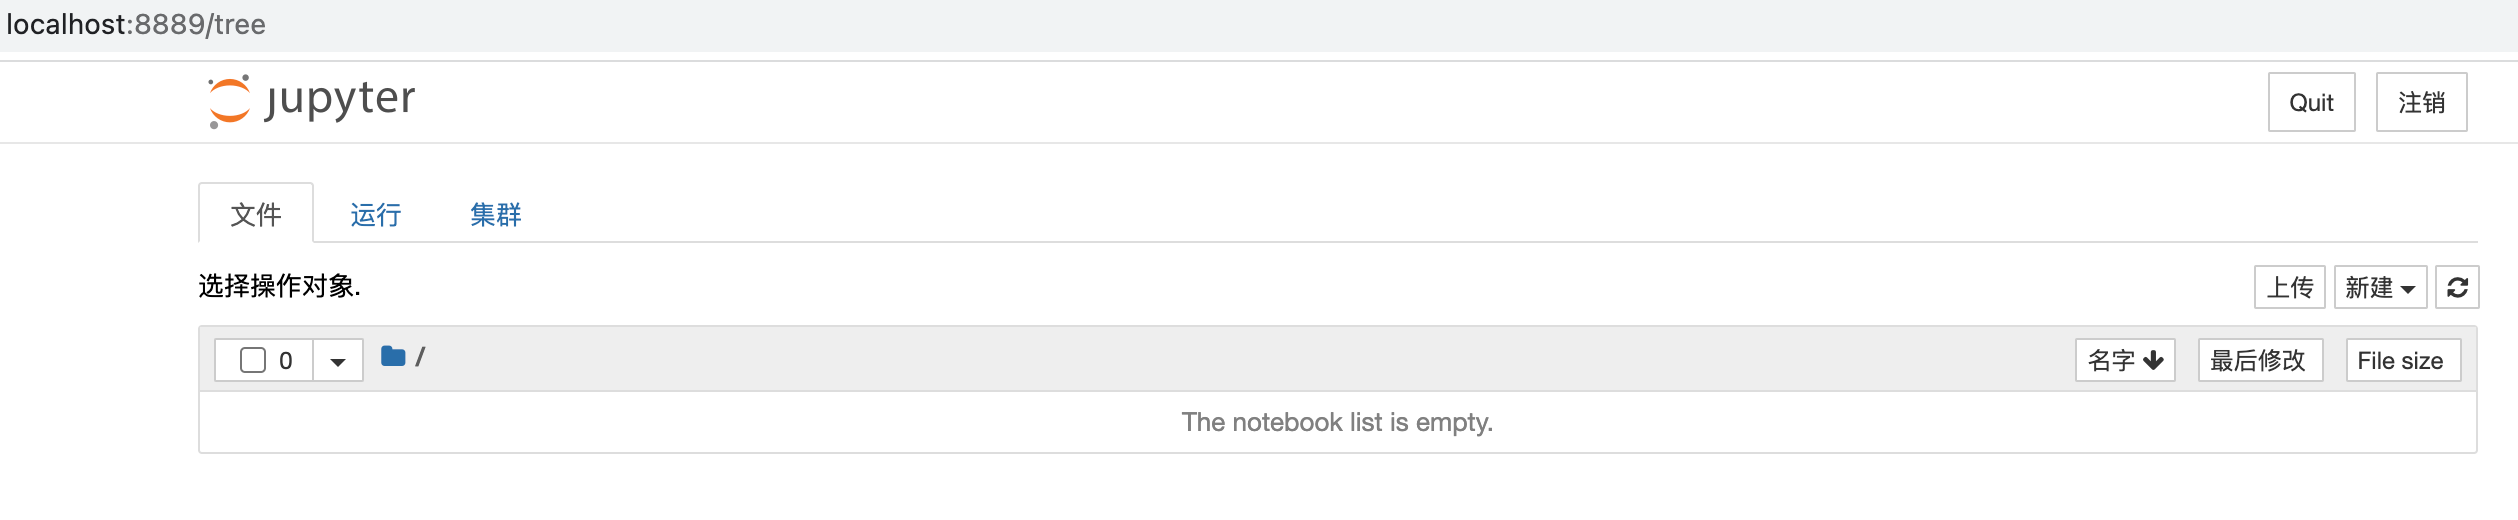 localhost:8889/tree
jupyter
Quit 注销
文件 运行 集群
选择操作对象.
上传 新建
0 / 名字 最后修改 File size
The notebook list is empty.